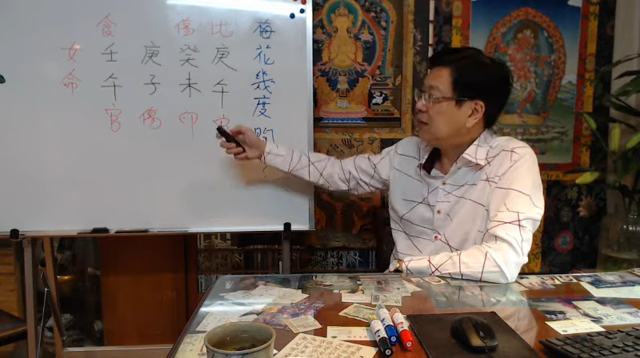 梅花幾度
比庚午
傷癸未印
庚子傷
食壬午官
女命